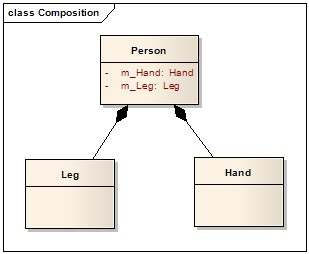 class Composition
Person
- m_Hand: Hand
- m_Leg: Leg
Leg
Hand